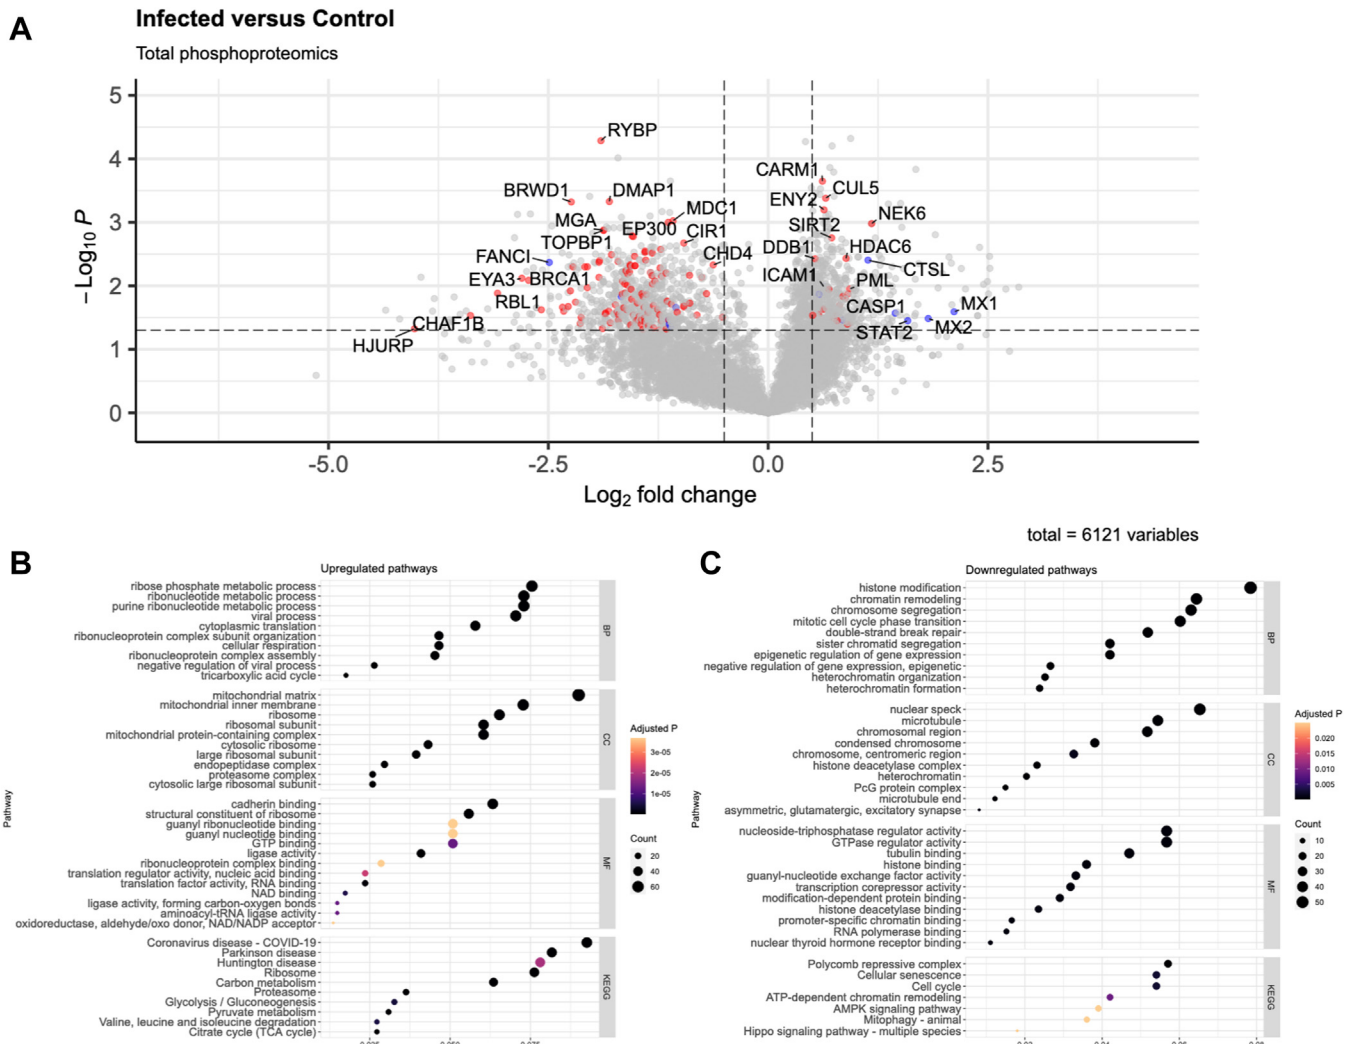 A
Infected versus Control
Total phosphoproteomics
5
4
3
2
1
0
− Log10 P
RYBP
BRWD1
DMAP1
MDC1
MGA
EP300
TOPBP1
CIR1
FANCI
CHD4
EYA3
BRCA1
RBL1
CHAF1B
HJURP
CARM1
CUL5
ENY2
NEK6
SIRT2
DDB1
HDAC6
CTSL
ICAM1
PML
CASP1
MX1
STAT2
MX2
-5.0
-2.5
0.0
2.5
Log2 fold change
total = 6121 variables
B
Upregulated pathways
Pathway
ribose phosphate metabolic process
ribonucleotide metabolic process
purine ribonucleotide metabolic process
viral process
cytoplasmic translation
ribonucleoprotein complex subunit organization
cellular respiration
ribonucleoprotein complex assembly
negative regulation of viral process
tricarboxylic acid cycle
BP
mitochondrial matrix
mitochondrial inner membrane
ribosome
ribosomal subunit
mitochondrial protein-containing complex
cytosolic ribosome
large ribosomal subunit
endopeptidase complex
proteasome complex
cytosolic large ribosomal subunit
CC
cadherin binding
structural constituent of ribosome
guanyl ribonucleotide binding
guanyl nucleotide binding
GTP binding
ligase activity
ribonucleoprotein complex binding
translation regulator activity, nucleic acid binding
translation factor activity, RNA binding
NAD binding
ligase activity, forming carbon-oxygen bonds
aminoacyl-tRNA ligase activity
oxidoreductase, aldehyde/oxo donor, NAD/NADP acceptor
MF
Coronavirus disease - COVID-19
Parkinson disease
Huntington disease
Ribosome
Carbon metabolism
Proteasome
Glycolysis / Gluconeogenesis
Pyruvate metabolism
Valine, leucine and isoleucine degradation
Citrate cycle (TCA cycle)
KEGG
Adjusted P
3e-05
2e-05
1e-05
Count
20
40
60
C
Downregulated pathways
Pathway
histone modification
chromatin remodeling
chromosome segregation
mitotic cell cycle phase transition
double-strand break repair
sister chromatid segregation
epigenetic regulation of gene expression
negative regulation of gene expression, epigenetic
heterochromatin organization
heterochromatin formation
BP
nuclear speck
microtubule
chromosomal region
condensed chromosome
chromosome, centromeric region
histone deacetylase complex
heterochromatin
PcG protein complex
microtubule end
asymmetric, glutamatergic, excitatory synapse
CC
nucleoside-triphosphatase regulator activity
GTPase regulator activity
tubulin binding
histone binding
guanyl-nucleotide exchange factor activity
transcription corepressor activity
modification-dependent protein binding
histone deacetylase binding
promoter-specific chromatin binding
RNA polymerase binding
nuclear thyroid hormone receptor binding
MF
Polycomb repressive complex
Cellular senescence
Cell cycle
ATP-dependent chromatin remodeling
AMPK signaling pathway
Mitophagy - animal
Hippo signaling pathway - multiple species
KEGG
Adjusted P
0.020
0.015
0.010
0.005
Count
10
20
30
40
50